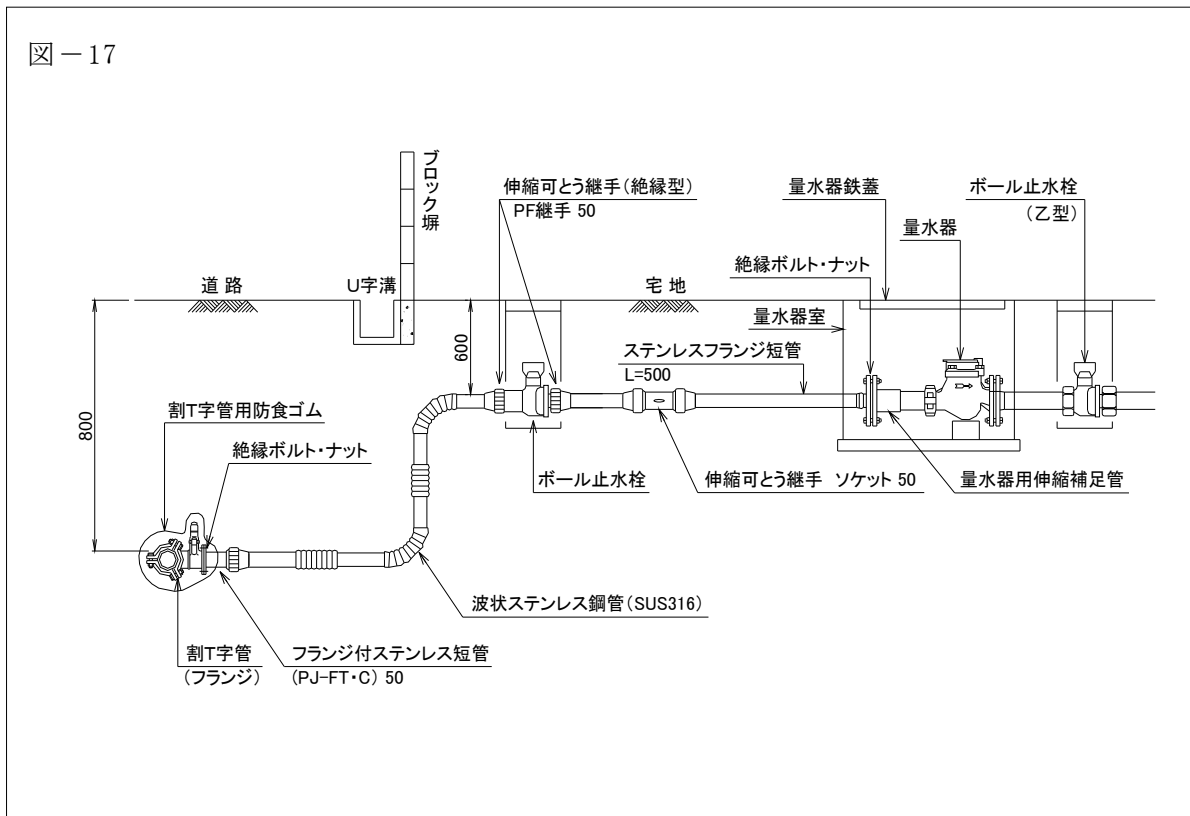 図－17
ブロック塀
伸縮可とう継手（絶縁型）
PF継手 50
量水器鉄蓋
ボール止水栓
（乙型）
量水器
絶縁ボルト・ナット
道 路
U字溝
宅 地
量水器室
600
ステンレスフランジ短管
L=500
800
割T字管用防食ゴム
絶縁ボルト・ナット
ボール止水栓
伸縮可とう継手 ソケット 50
量水器用伸縮補足管
波状ステンレス鋼管（SUS316）
割T字管
（フランジ）
フランジ付ステンレス短管
（PJ-FT・C） 50